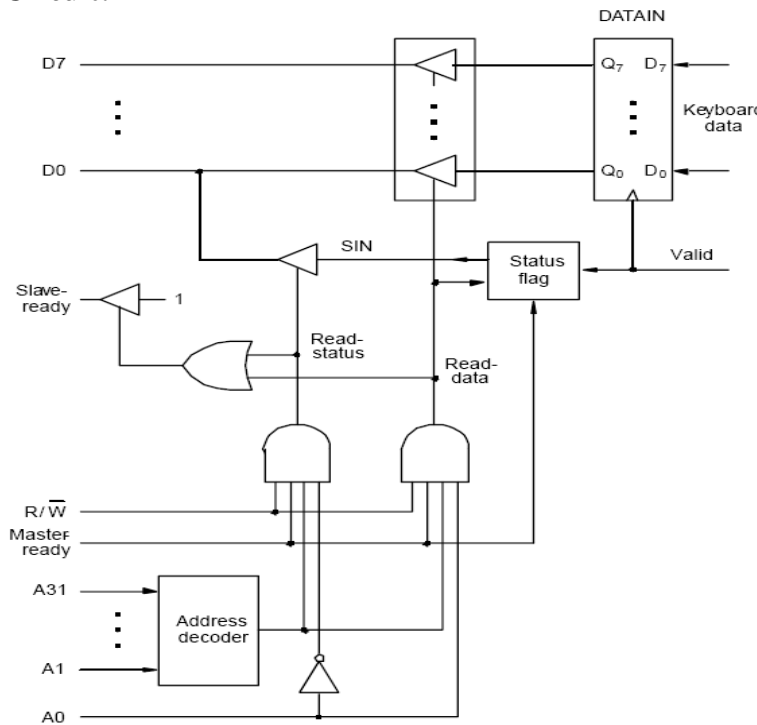 DATAIN
D7
Q7 D7
Keyboard
data
D0
Q0 D0
SIN
Status
flag
Valid
Slave-
ready
1
Read-
status
Read-
data
R/W̅
Master-
ready
A31
Address
decoder
A1
A0